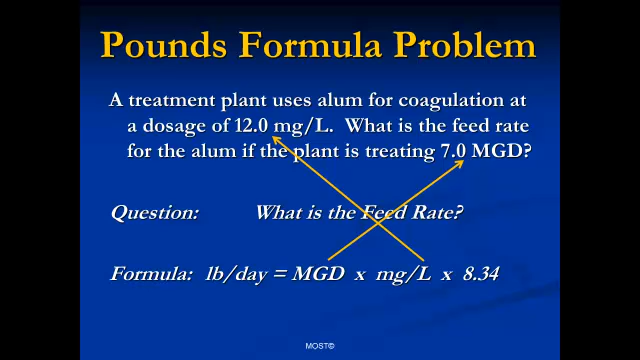 Pounds Formula Problem
A treatment plant uses alum for coagulation at
a dosage of 12.0 mg/L. What is the feed rate
for the alum if the plant is treating 7.0 MGD?
Question: What is the Feed Rate?
Formula: lb/day = MGD x mg/L x 8.34
MOST©